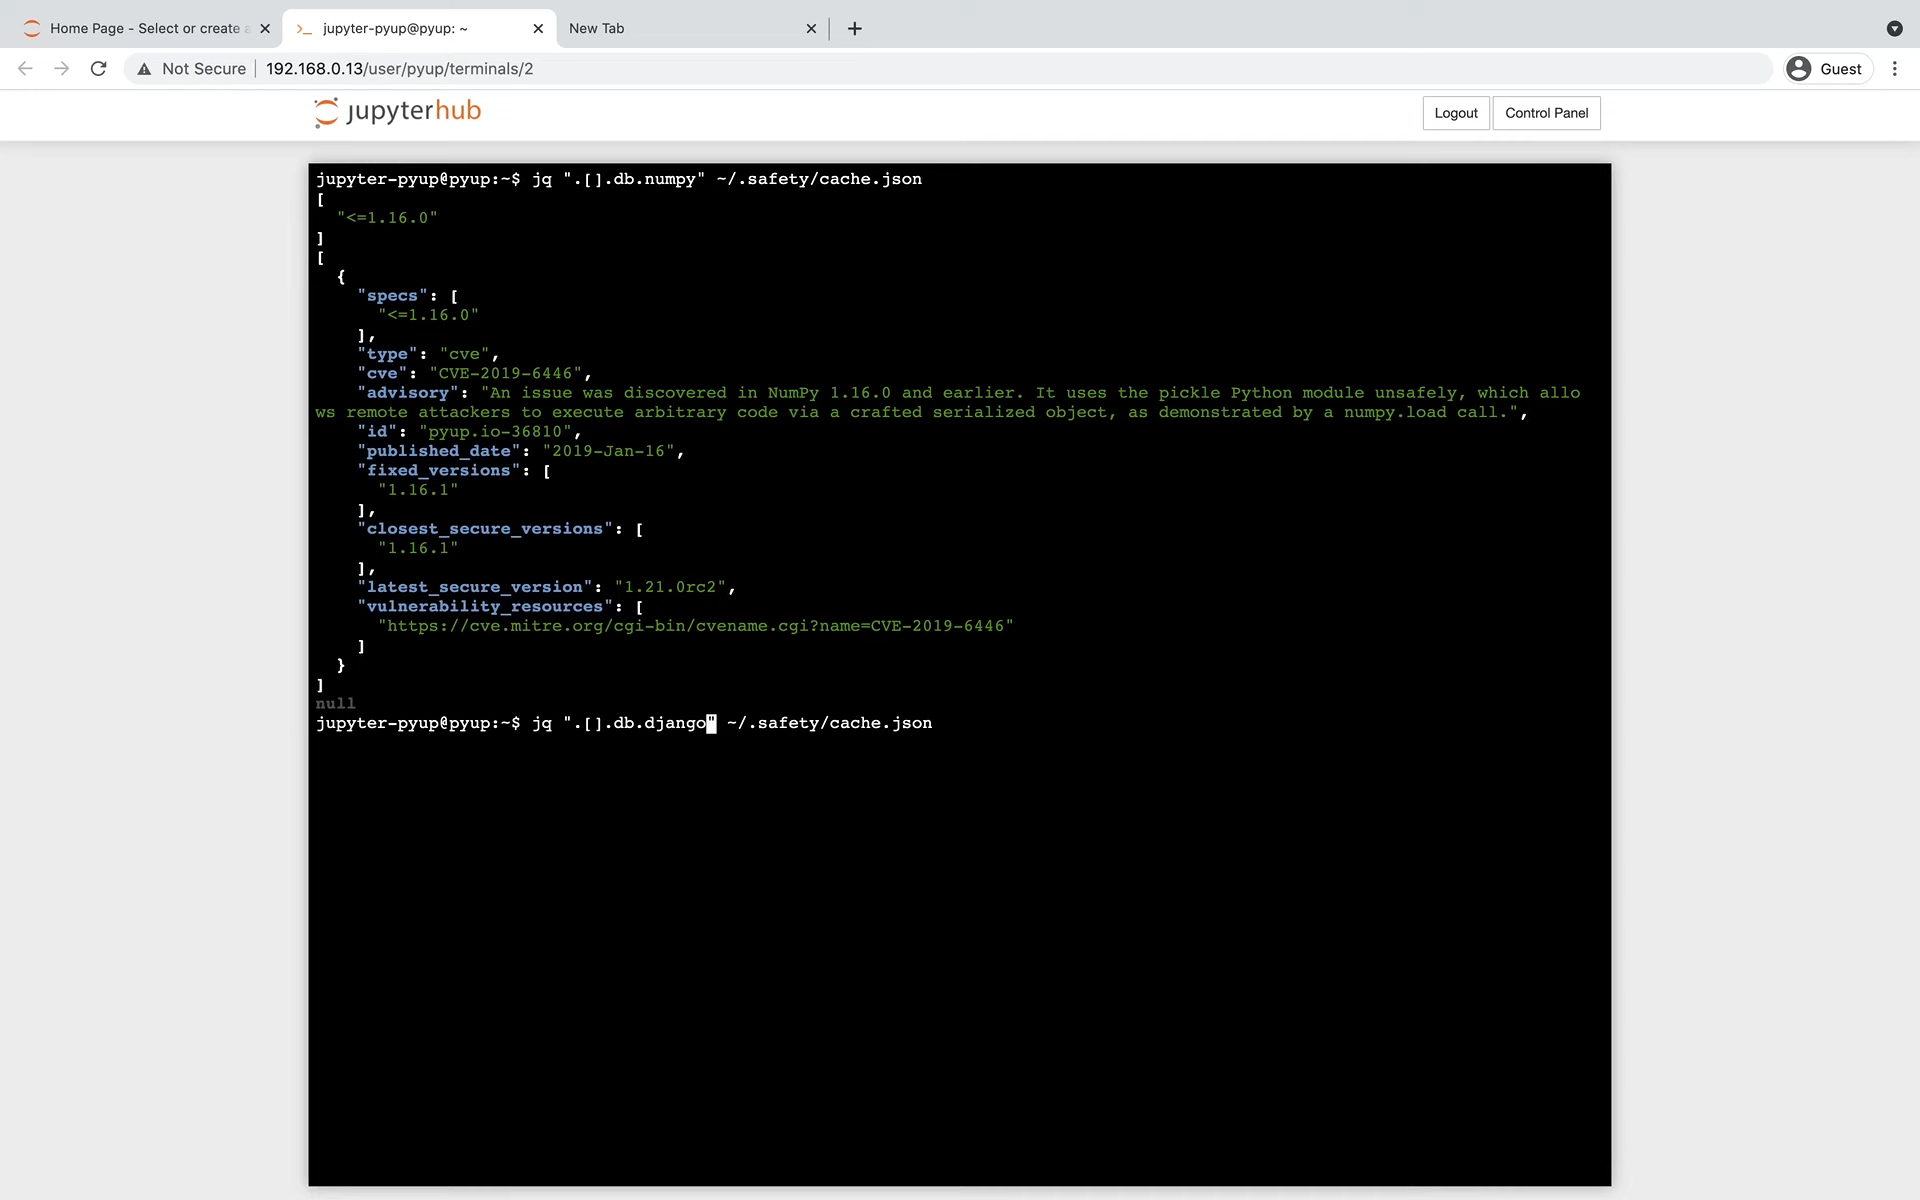 Home Page - Select or create a
jupyter-pyup@pyup: ~
New Tab
Not Secure
192.168.0.13/user/pyup/terminals/2
Guest
jupyterhub
Logout
Control Panel
jupyter-pyup@pyup:~$ jq ".[].db.numpy" ~/.safety/cache.json
[
  "<=1.16.0"
]
[
  {
    "specs": [
      "<=1.16.0"
    ],
    "type": "cve",
    "cve": "CVE-2019-6446",
    "advisory": "An issue was discovered in NumPy 1.16.0 and earlier. It uses the pickle Python module unsafely, which allo
ws remote attackers to execute arbitrary code via a crafted serialized object, as demonstrated by a numpy.load call.",
    "id": "pyup.io-36810",
    "published_date": "2019-Jan-16",
    "fixed_versions": [
      "1.16.1"
    ],
    "closest_secure_versions": [
      "1.16.1"
    ],
    "latest_secure_version": "1.21.0rc2",
    "vulnerability_resources": [
      "https://cve.mitre.org/cgi-bin/cvename.cgi?name=CVE-2019-6446"
    ]
  }
]
null
jupyter-pyup@pyup:~$ jq ".[].db.django" ~/.safety/cache.json